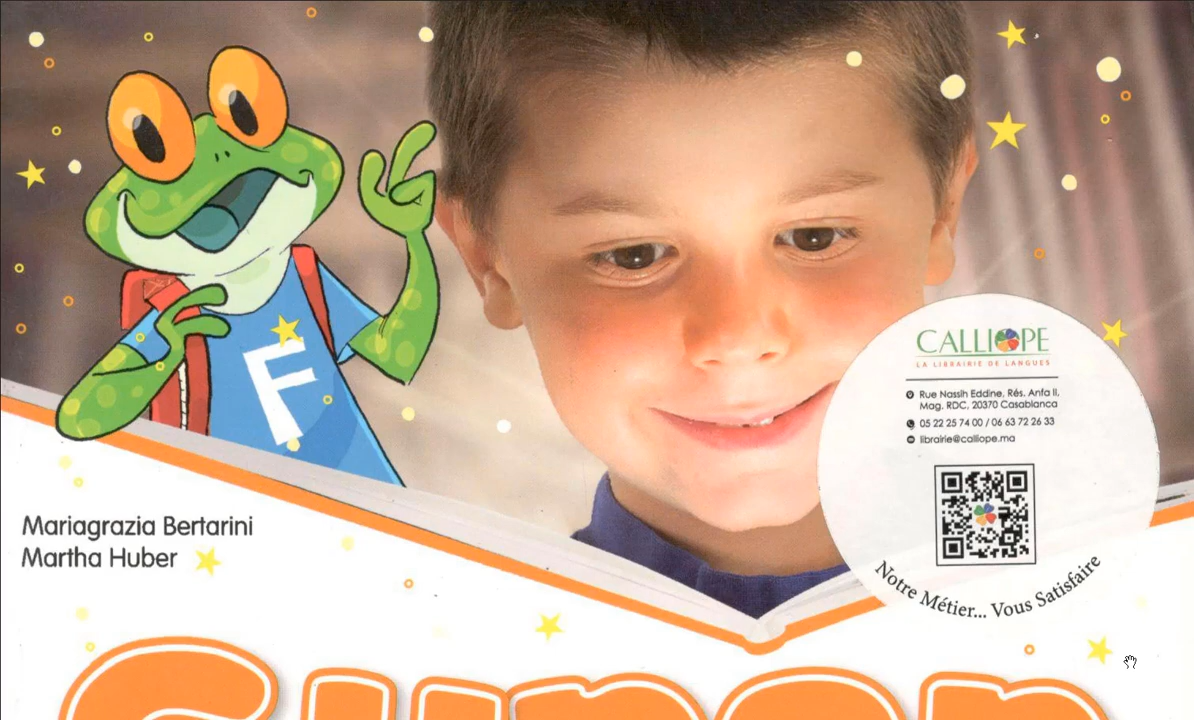 F
CALLIOPE
LA LIBRAIRIE DE LANGUES
Rue Nassih Eddine, Rés. Anfa II,
Mag. RDC, 20370 Casablanca
05 22 25 74 00 / 06 63 72 26 33
librairie@calliope.ma
Notre Métier... Vous Satisfaire
Mariagrazia Bertarini
Martha Huber